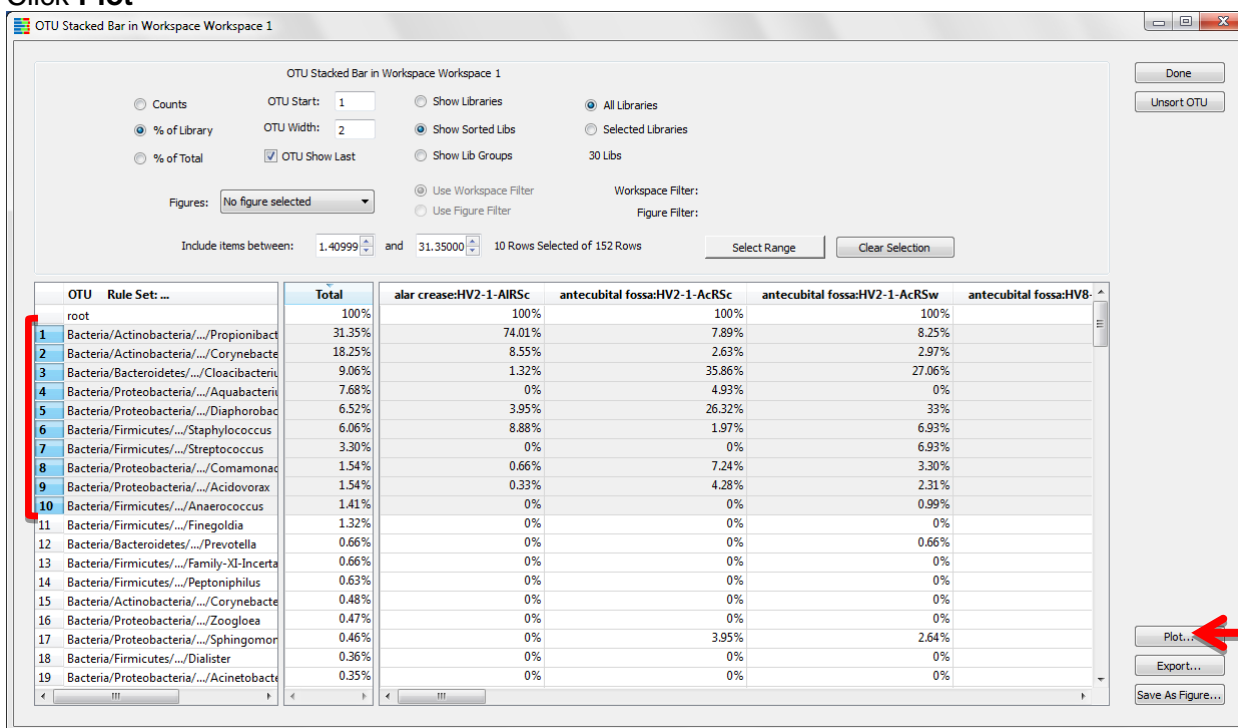 Click Plot
OTU Stacked Bar in Workspace Workspace 1
OTU Stacked Bar in Workspace Workspace 1
Done
Counts OTU Start: 1 Show Libraries All Libraries
Unsort OTU
% of Library OTU Width: 2 Show Sorted Libs Selected Libraries
% of Total OTU Show Last Show Lib Groups 30 Libs
Figures: No figure selected Use Workspace Filter Workspace Filter:
Use Figure Filter Figure Filter:
Include items between: 1.40999 and 31.35000 10 Rows Selected of 152 Rows Select Range Clear Selection
OTU Rule Set: ... Total alar crease:HV2-1-AlRSc antecubital fossa:HV2-1-AcRSc antecubital fossa:HV2-1-AcRSw antecubital fossa:HV8-
root 100% 100% 100% 100%
1 Bacteria/Actinobacteria/.../Propionibact 31.35% 74.01% 7.89% 8.25%
2 Bacteria/Actinobacteria/.../Corynebacte 18.25% 8.55% 2.63% 2.97%
3 Bacteria/Bacteroidetes/.../Cloacibacteriu 9.06% 1.32% 35.86% 27.06%
4 Bacteria/Proteobacteria/.../Aquabacteriu 7.68% 0% 4.93% 0%
5 Bacteria/Proteobacteria/.../Diaphorobac 6.52% 3.95% 26.32% 33%
6 Bacteria/Firmicutes/.../Staphylococcus 6.06% 8.88% 1.97% 6.93%
7 Bacteria/Firmicutes/.../Streptococcus 3.30% 0% 0% 6.93%
8 Bacteria/Proteobacteria/.../Comamonad 1.54% 0.66% 7.24% 3.30%
9 Bacteria/Proteobacteria/.../Acidovorax 1.54% 0.33% 4.28% 2.31%
10 Bacteria/Firmicutes/.../Anaerococcus 1.41% 0% 0% 0.99%
11 Bacteria/Firmicutes/.../Finegoldia 1.32% 0% 0% 0%
12 Bacteria/Bacteroidetes/.../Prevotella 0.66% 0% 0% 0.66%
13 Bacteria/Firmicutes/.../Family-XI-Incerta 0.66% 0% 0% 0%
14 Bacteria/Firmicutes/.../Peptoniphilus 0.63% 0% 0% 0%
15 Bacteria/Actinobacteria/.../Corynebacte 0.48% 0% 0% 0%
16 Bacteria/Proteobacteria/.../Zoogloea 0.47% 0% 0% 0%
17 Bacteria/Proteobacteria/.../Sphingomor 0.46% 0% 3.95% 2.64%
Plot...
18 Bacteria/Firmicutes/.../Dialister 0.36% 0% 0% 0%
Export...
19 Bacteria/Proteobacteria/.../Acinetobacte 0.35% 0% 0% 0%
Save As Figure...